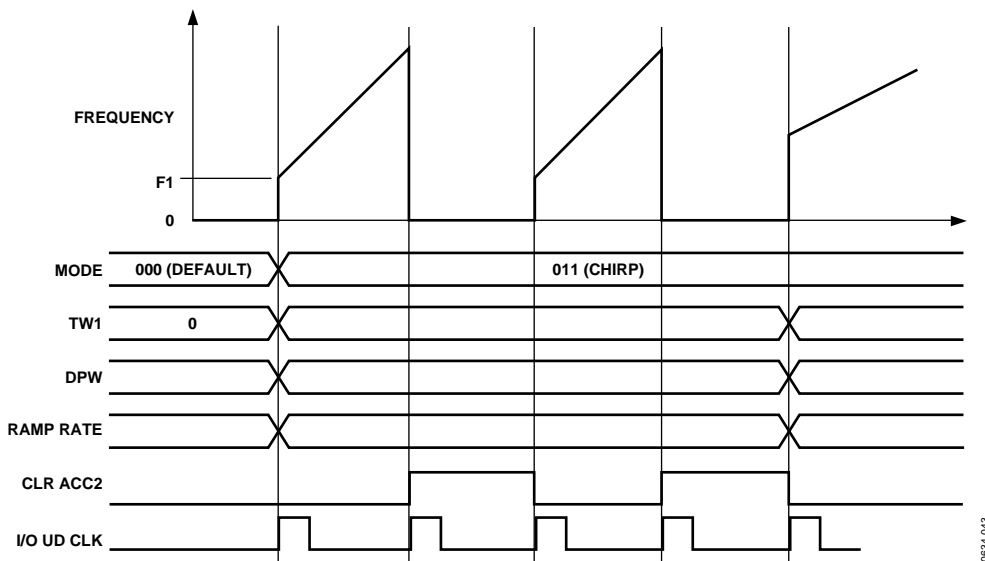 FREQUENCY
F1
0
MODE
000 (DEFAULT)
011 (CHIRP)
TW1
0
DPW
RAMP RATE
CLR ACC2
I/O UD CLK